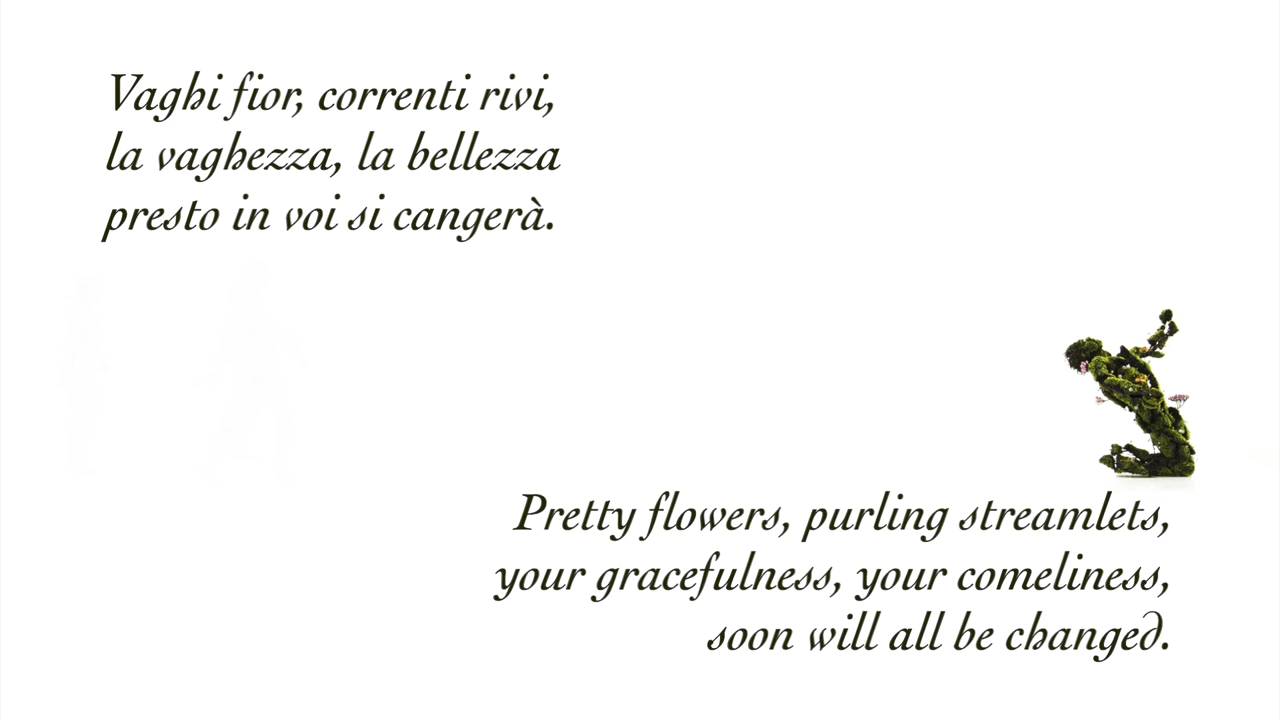 Vaghi fior, correnti rivi,
la vaghezza, la bellezza
presto in voi si cangerà.
Pretty flowers, purling streamlets,
your gracefulness, your comeliness,
soon will all be changed.